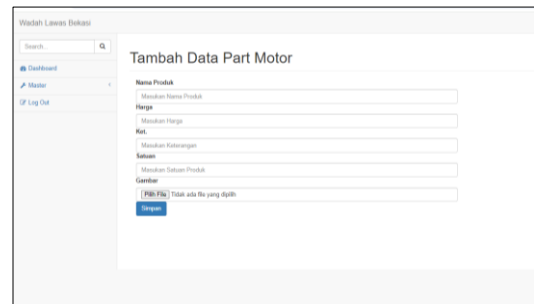 Wadah Lawas Bekasi
Search...
Dashboard
Master
Log Out
Tambah Data Part Motor
Nama Produk
Masukan Nama Produk
Harga
Masukan Harga
Ket.
Masukan Keterangan
Satuan
Masukan Satuan Produk
Gambar
Pilih File Tidak ada file yang dipilih
Simpan